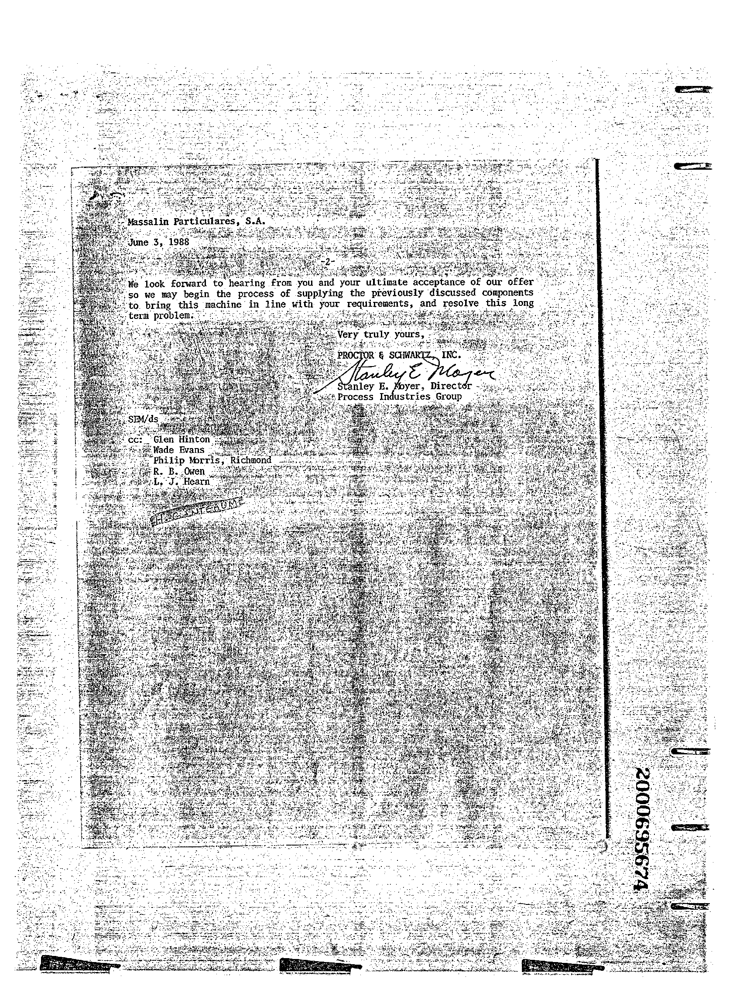 Massalin Particulares, S.A.
June 3, 1988
-2-
We look forward to hearing from you and your ultimate acceptance of our offer
so we may begin the process of supplying the previously discussed components
to bring this machine in line with your requirements, and resolve this long
term problem.
Very truly yours,
PROCTOR & SCHWARTZ, INC.
Stanley E Moyer
Stanley E. Moyer, Director
Process Industries Group
SEM/ds
cc: Glen Hinton
Wade Evans
Philip Morris, Richmond
R. B. Owen
L. J. Hearn
2000695674